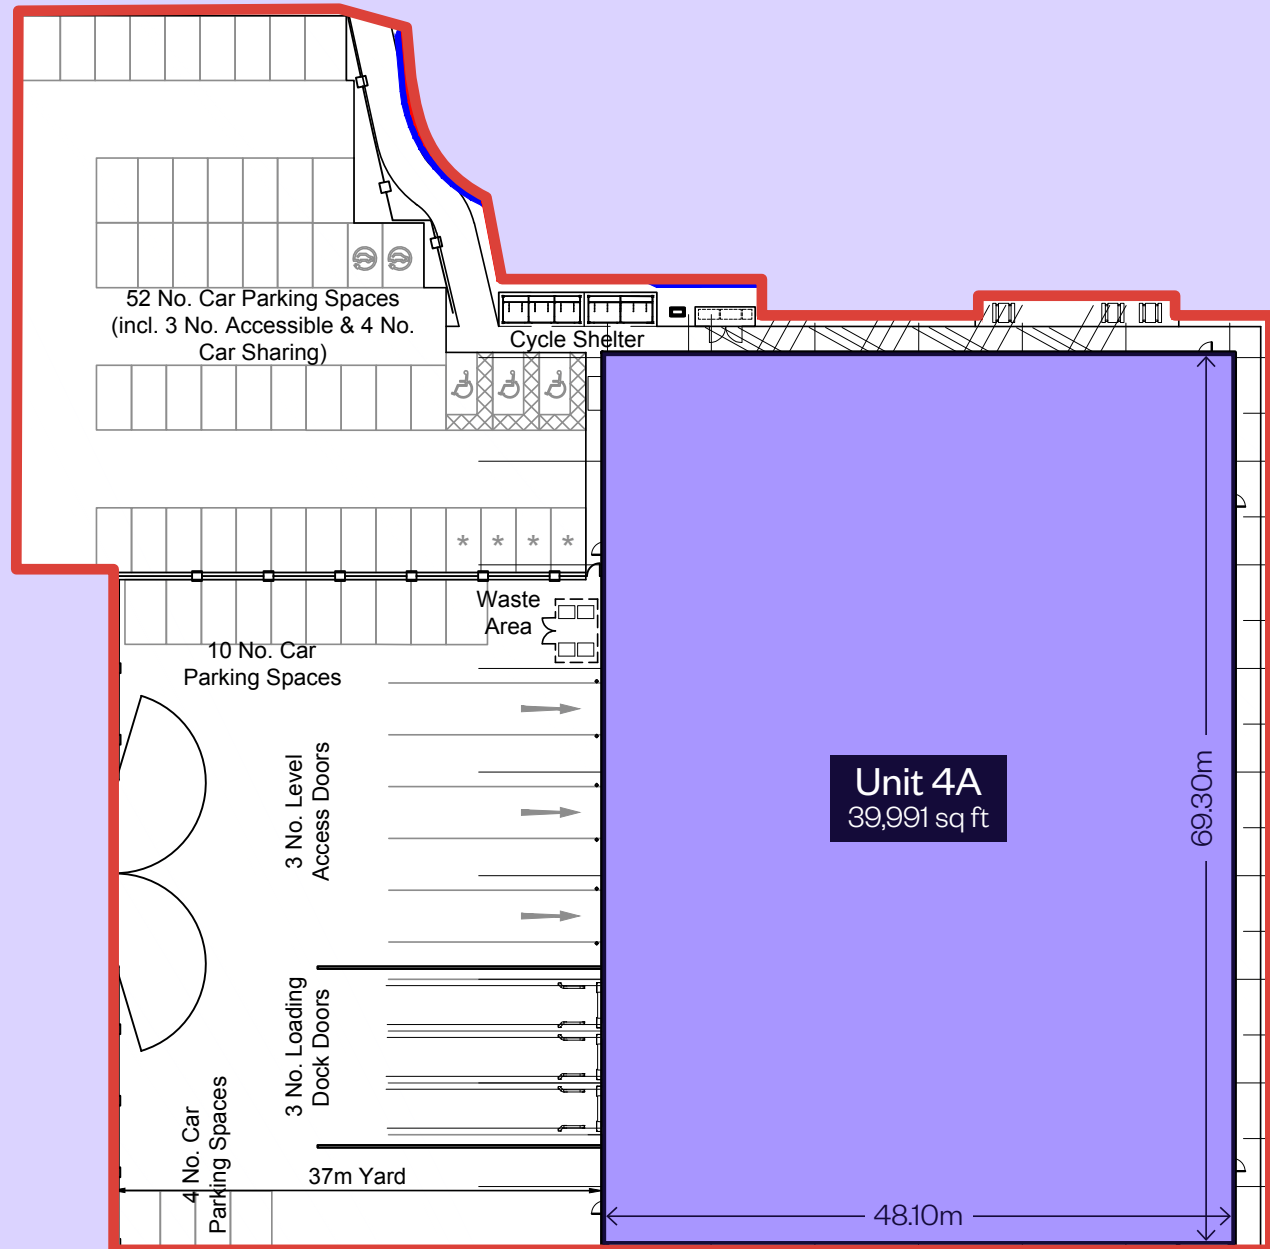 52 No. Car Parking Spaces
(incl. 3 No. Accessible & 4 No.
Car Sharing)
Cycle Shelter
* * * *
Waste
Area
10 No. Car
Parking Spaces
3 No. Level
Access Doors
Unit 4A
39,991 sq ft
69.30m
3 No. Loading
Dock Doors
4 No. Car
Parking Spaces
37m Yard
48.10m